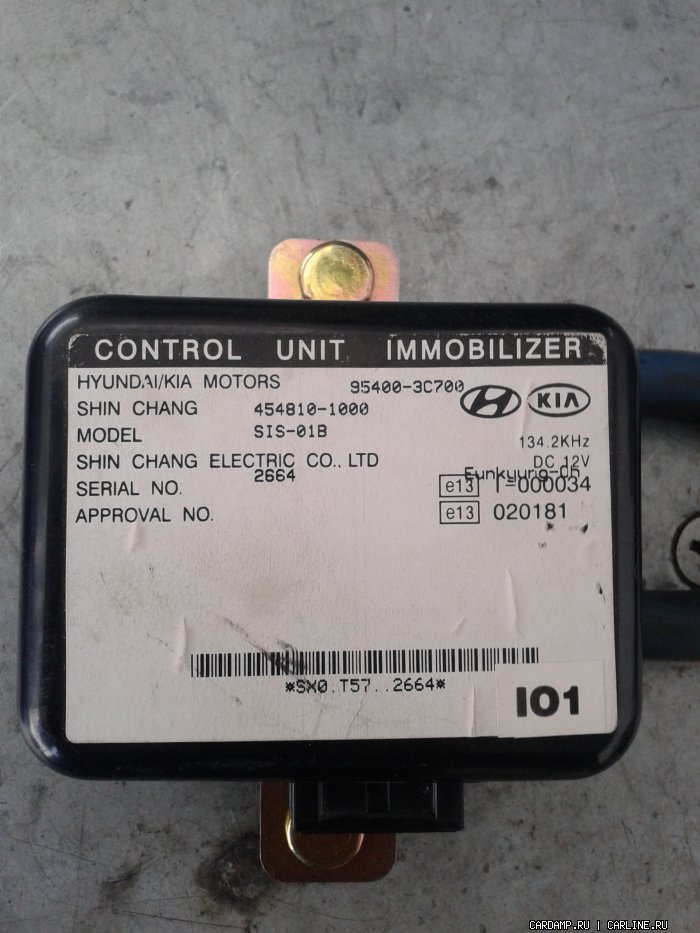 CONTROL UNIT IMMOBILIZER
HYUNDAI/KIA MOTORS 95400-3C700
KIA
SHIN CHANG 454810-1000
MODEL SIS-01B
134.2KHz
SHIN CHANG ELECTRIC CO., LTD DC 12V
2664
SERIAL NO. e13 000034
APPROVAL NO. e13 020181
*SX0.T57..2664*
I01
CARDAMP.RU | CARLINE.RU